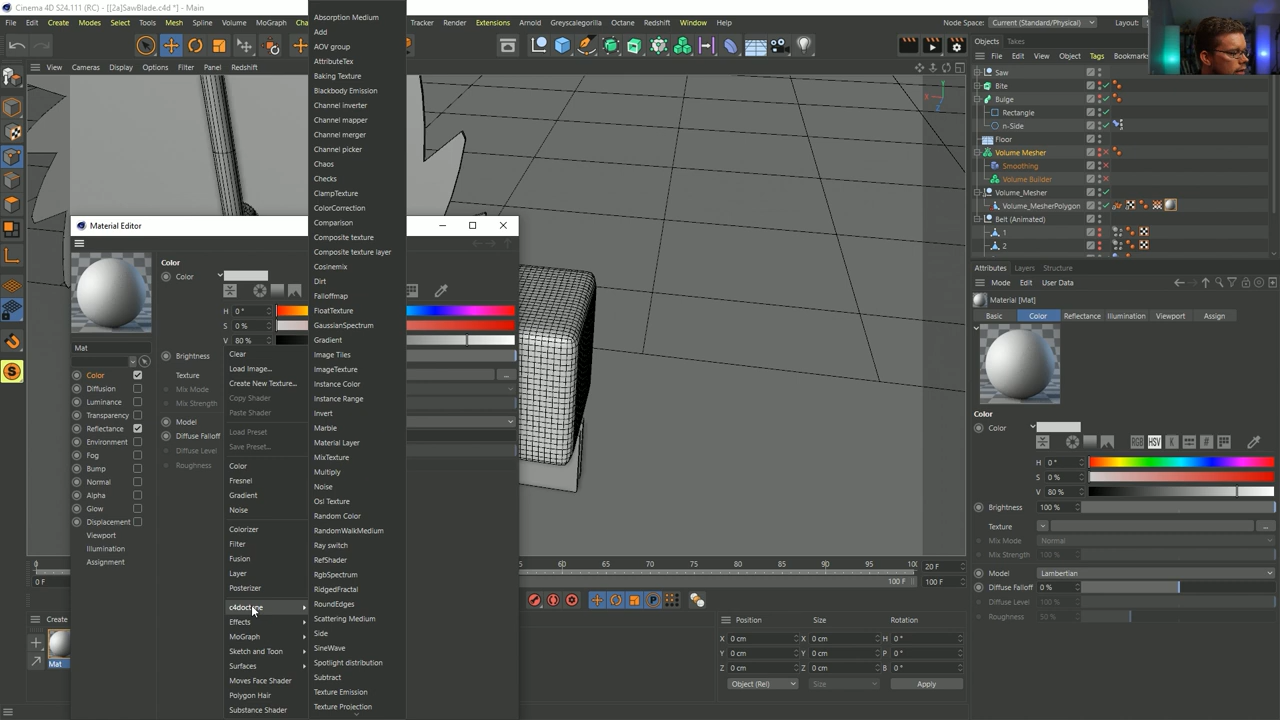 Cinema 4D S24.111 (RC) - [[2a]SawBlade.c4d *] - Main
File Edit Create Modes Select Tools Mesh Spline Volume MoGraph
Tracker Render Extensions Arnold Greyscalegorilla Octane Redshift Window Help
Node Space: Current (Standard/Physical) Layout:
View Cameras Display Options Filter Panel Redshift
Material Editor
Color
Color
H 0 °
S 0 %
V 80 %
Brightness
Texture
Mix Mode
Mix Strength
Model
Diffuse Falloff
Diffuse Level
Roughness
Mat
Color
Diffusion
Luminance
Transparency
Reflectance
Environment
Fog
Bump
Normal
Alpha
Glow
Displacement
Viewport
Illumination
Assignment
Clear
Load Image...
Create New Texture...
Copy Shader
Paste Shader
Load Preset
Save Preset...
Color
Fresnel
Gradient
Noise
Colorizer
Filter
Fusion
Layer
Posterizer
c4doctane
Effects
MoGraph
Sketch and Toon
Surfaces
Moves Face Shader
Polygon Hair
Substance Shader
Absorption Medium
Add
AOV group
AttributeTex
Baking Texture
Blackbody Emission
Channel inverter
Channel mapper
Channel merger
Channel picker
Chaos
Checks
ClampTexture
ColorCorrection
Comparison
Composite texture
Composite texture layer
Cosinemix
Dirt
Falloffmap
FloatTexture
GaussianSpectrum
Gradient
Image Tiles
ImageTexture
Instance Color
Instance Range
Invert
Marble
Material Layer
MixTexture
Multiply
Noise
Osl Texture
Random Color
RandomWalkMedium
Ray switch
RefShader
RgbSpectrum
RidgedFractal
RoundEdges
Scattering Medium
Side
SineWave
Spotlight distribution
Subtract
Texture Emission
Texture Projection
Objects Takes
File Edit View Object Tags Bookmarks
Saw
Bite
Bulge
Rectangle
n-Side
Floor
Volume Mesher
Smoothing
Volume Builder
Volume_Mesher
Volume_MesherPolygon
Belt (Animated)
1
2
Attributes Layers Structure
Mode Edit User Data
Material [Mat]
Basic Color Reflectance Illumination Viewport Assign
Color
Color
RGB HSV K
H 0 °
S 0 %
V 80 %
Brightness 100 %
Texture
Mix Mode Normal
Mix Strength 100 %
Model Lambertian
Diffuse Falloff 0 %
Diffuse Level 100 %
Roughness 50 %
0 55 60 65 70 75 80 85 90 95 20 F
0 F 100 F 100 F
Create
Mat
Position Size Rotation
X 0 cm X 0 cm H 0 °
Y 0 cm Y 0 cm P 0 °
Z 0 cm Z 0 cm B 0 °
Object (Rel) Size Apply